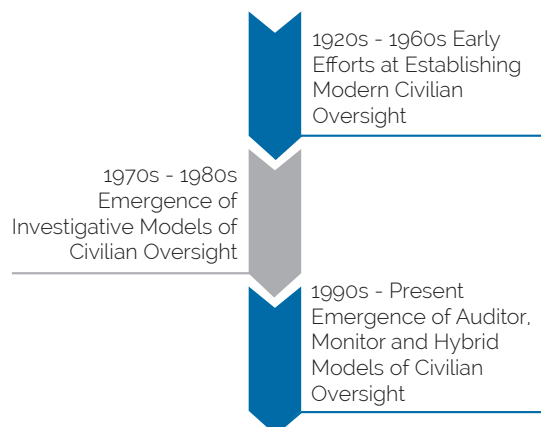 1920s - 1960s Early
Efforts at Establishing
Modern Civilian
Oversight
1970s - 1980s
Emergence of
Investigative Models of
Civilian Oversight
1990s - Present
Emergence of Auditor,
Monitor and Hybrid
Models of Civilian
Oversight